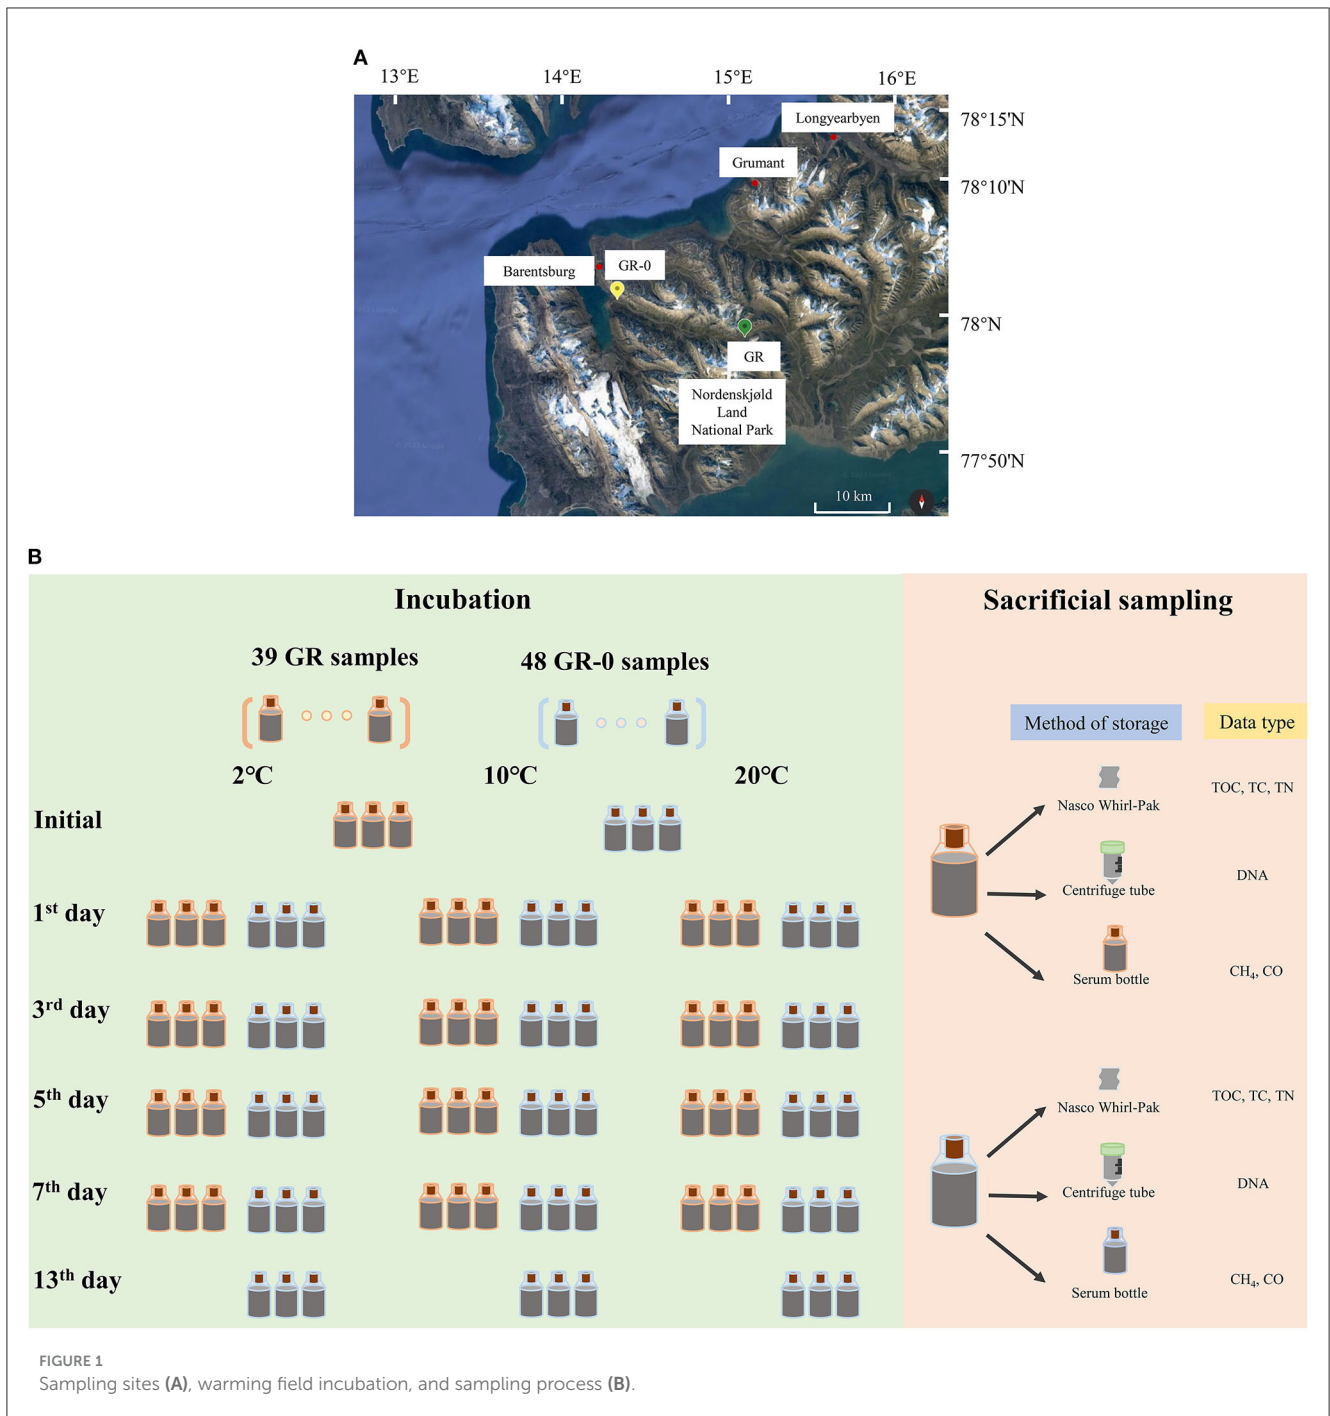 A
13°E 14°E 15°E 16°E
Longyearbyen
78°15'N
Grumant
78°10'N
Barentsburg
GR-0
78°N
GR
Nordenskjøld
Land
National Park
77°50'N
10 km
B
Incubation
39 GR samples
48 GR-0 samples
2℃ 10℃ 20℃
Initial
1st day
3rd day
5th day
7th day
13th day
Sacrificial sampling
Method of storage
Data type
Nasco Whirl-Pak
TOC, TC, TN
Centrifuge tube
DNA
Serum bottle
CH₄, CO
Nasco Whirl-Pak
TOC, TC, TN
Centrifuge tube
DNA
Serum bottle
CH₄, CO
FIGURE 1
Sampling sites (A), warming field incubation, and sampling process (B).